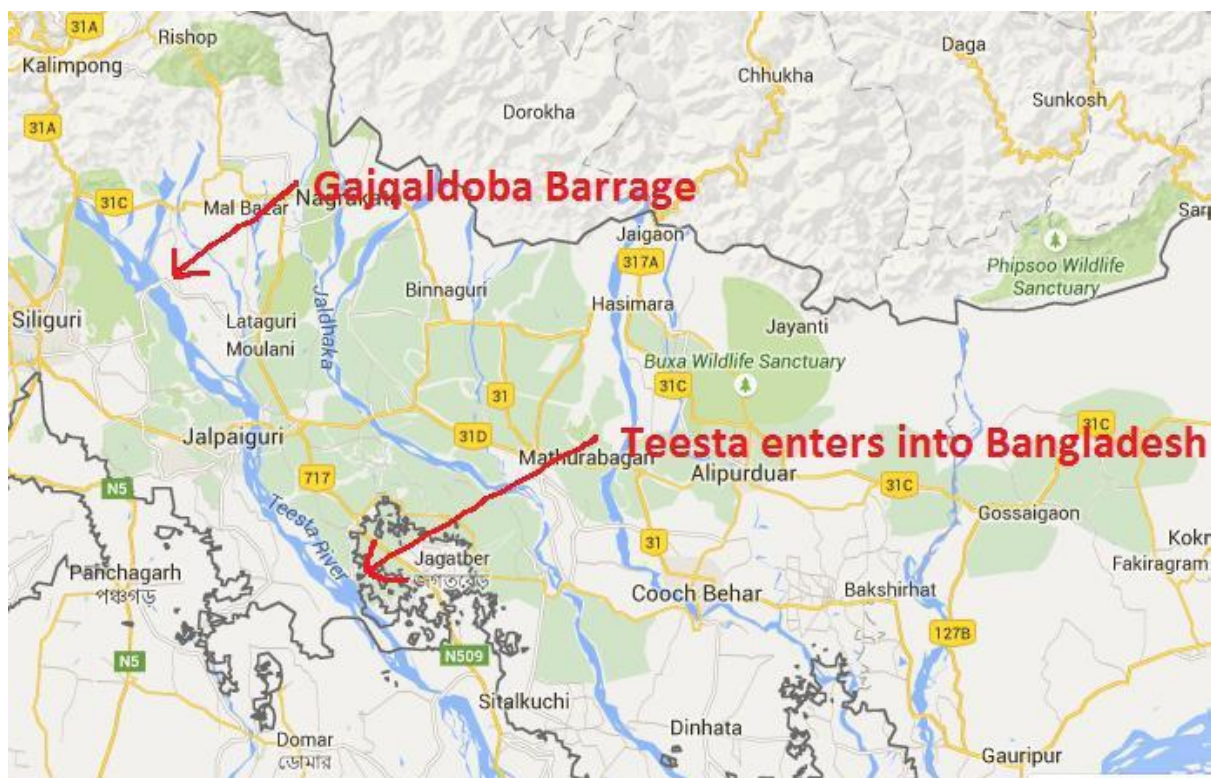 31A
Rishop
Kalimpong
Daga
Chhukha
Sunkosh
Dorokha
31A
Gajqaldoba Barrage
31C
Mal Bazar
Nagrakata
Sarp
Jaigaon
317A
Phipsoo Wildlife
Sanctuary
Binnaguri
Hasimara
Siliguri
Lataguri
Jaldhaka
Jayanti
Moulani
Buxa Wildlife Sanctuary
31C
31
Jalpaiguri
31D
Teesta enters into Bangladesh
Mathurabagan
Alipurduar
717
N5
31C
Gossaigaon
Teesta River
31
Kokr
Jagatber
Fakiragram
Panchagarh
পঞ্চগড়
Cooch Behar
Bakshirhat
127B
N5
N509
Sitalkuchi
Dinhata
Domar
ডোমার
Gauripur